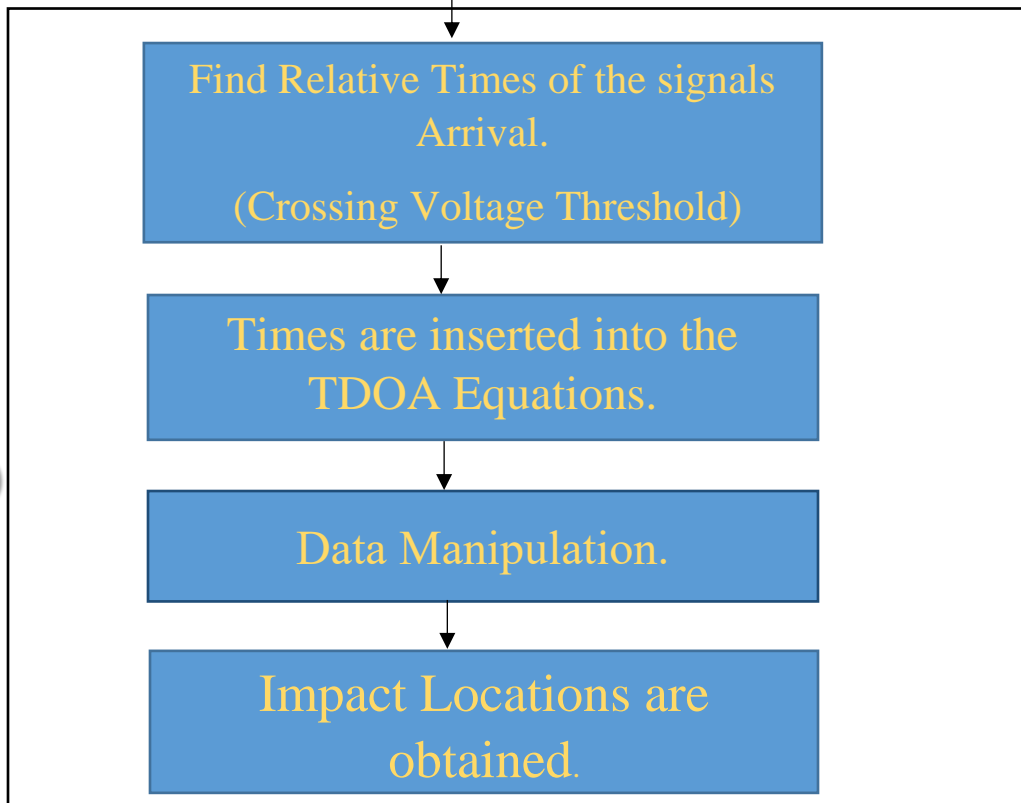 Find Relative Times of the signals
Arrival.
(Crossing Voltage Threshold)
Times are inserted into the
TDOA Equations.
Data Manipulation.
Impact Locations are
obtained.